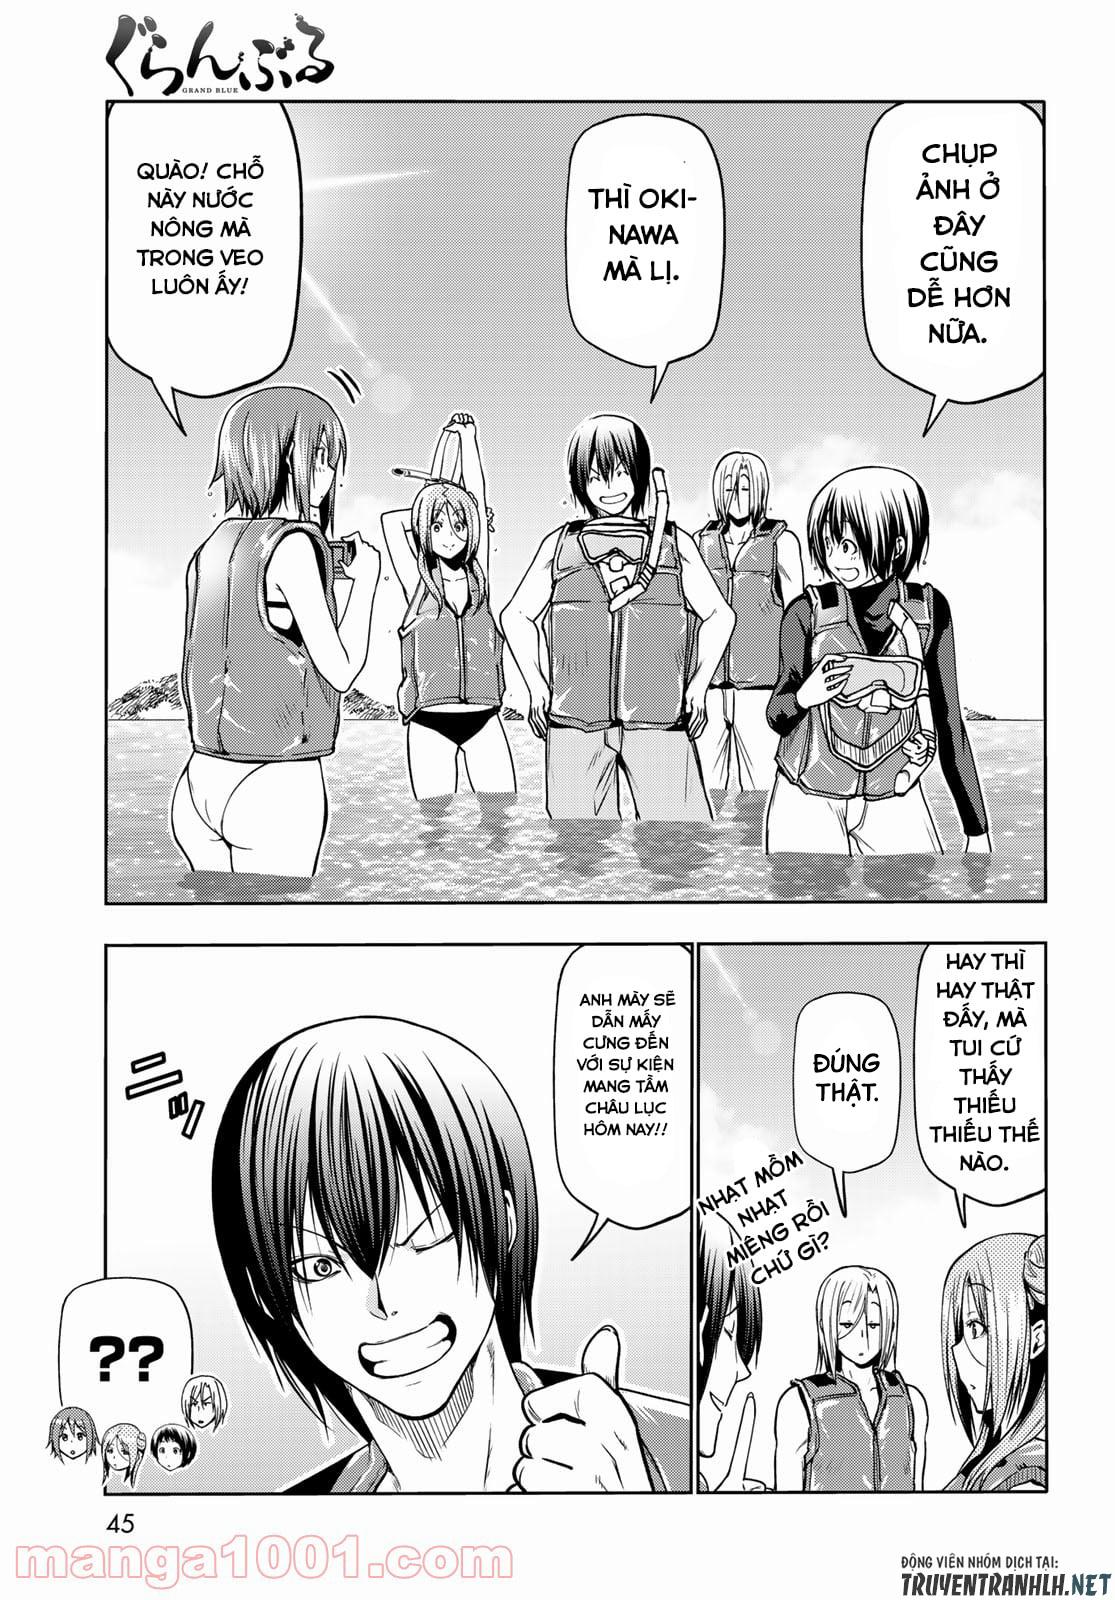 ぐらんぶる
GRAND BLUE
CHỤP
ẢNH Ở
ĐÂY
CŨNG
DỄ HƠN
NỮA.
THÌ OKI-
NAWA
MÀ LỊ.
QUÀO! CHỖ
NÀY NƯỚC
NÔNG MÀ
TRONG VEO
LUÔN ẤY!
HAY THÌ
HAY THẬT
ĐẤY, MÀ
TUI CỨ
THẤY
THIẾU
THIẾU THẾ
NÀO.
ĐÚNG
THẬT.
NHẠT MỒM
NHẠT
MIỆNG RỒI
CHỨ GÌ?
ANH MÀY SẼ
DẪN MẤY
CƯNG ĐẾN
VỚI SỰ KIỆN
MANG TẦM
CHÂU LỤC
HÔM NAY!!
??
45
manga1001.com
ĐỘNG VIÊN NHÓM DỊCH TẠI:
TRUYENTRANHLH.NET